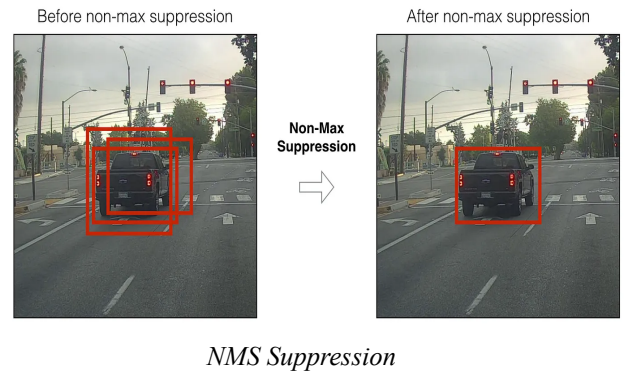 Before non-max suppression
After non-max suppression
Non-Max
Suppression
NMS Suppression